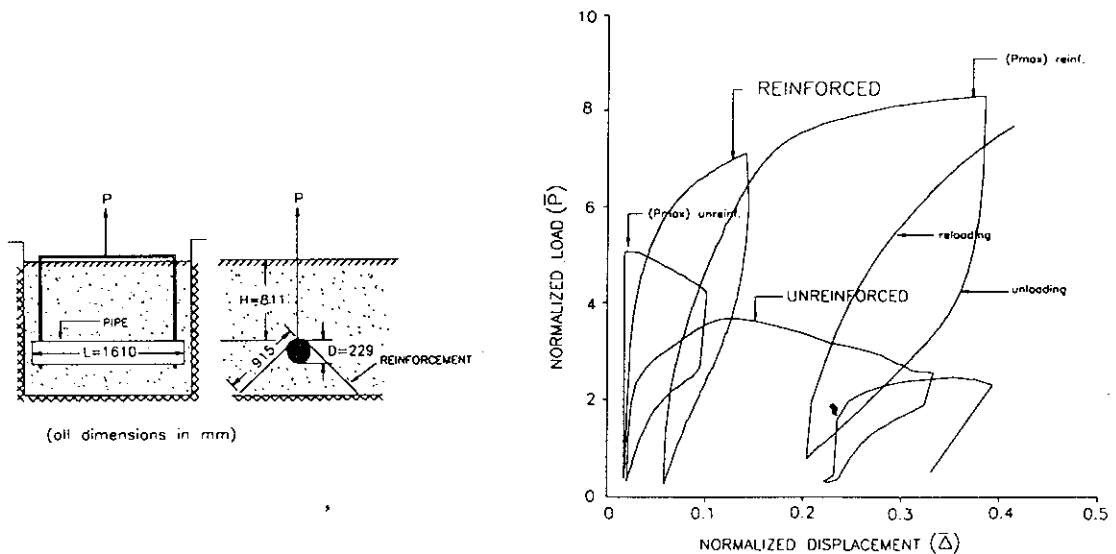 P
P
H=811
PIPE
L=1610
915
D=229
REINFORCEMENT
(all dimensions in mm)
NORMALIZED LOAD (P̅)
10
8
6
4
2
0
(Pmax) reinf.
REINFORCED
(Pmax) unreinf.
reloading
UNREINFORCED
unloading
0
0.1
0.2
0.3
0.4
0.5
NORMALIZED DISPLACEMENT (Δ̅)